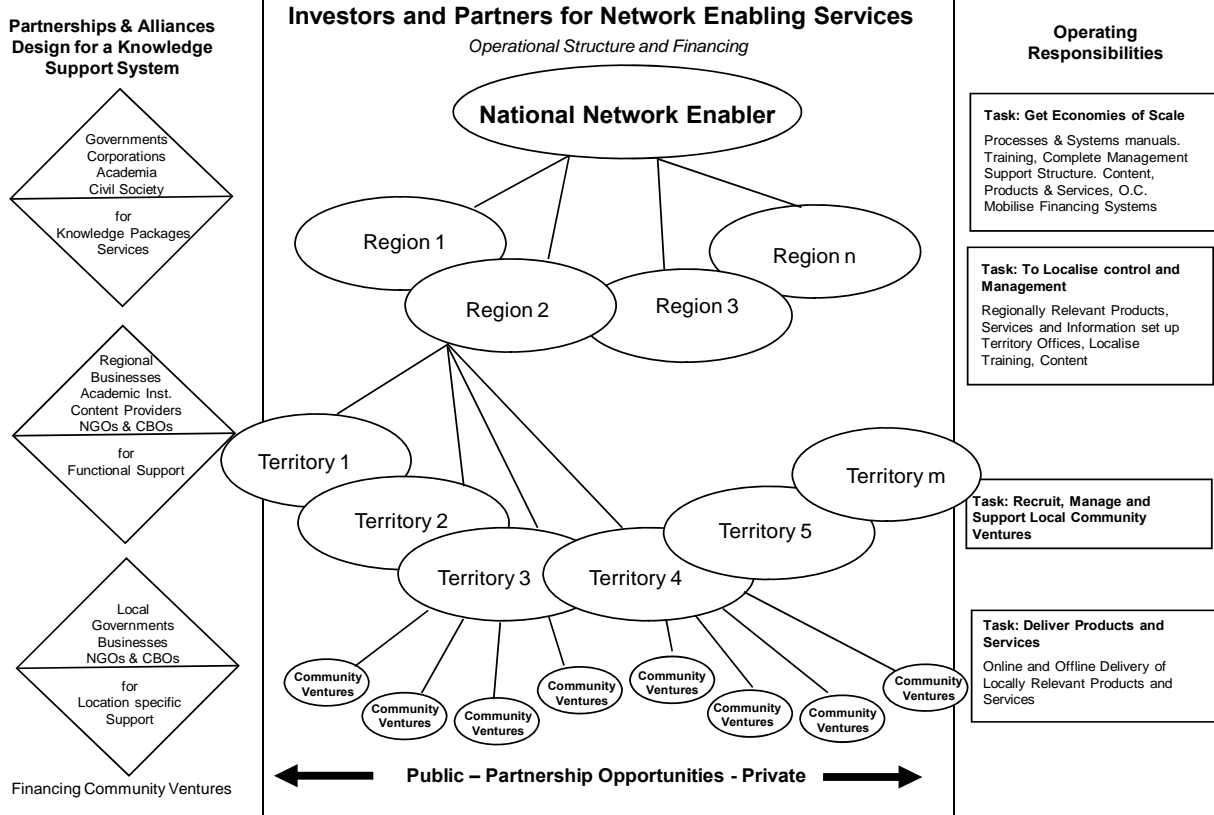 Partnerships & Alliances
Design for a Knowledge
Support System
Governments
Corporations
Academia
Civil Society
for
Knowledge Packages
Services
Regional
Businesses
Academic Inst.
Content Providers
NGOs & CBOs
for
Functional Support
Local
Governments
Businesses
NGOs & CBOs
for
Location specific
Support
Financing Community Ventures
Investors and Partners for Network Enabling Services
Operational Structure and Financing
National Network Enabler
Region 1
Region 2
Region 3
Region n
Territory 1
Territory 2
Territory 3
Territory 4
Territory 5
Territory m
Community
Ventures
Community
Ventures
Community
Ventures
Community
Ventures
Community
Ventures
Community
Ventures
Community
Ventures
Community
Ventures
Public – Partnership Opportunities - Private
Operating
Responsibilities
Task: Get Economies of Scale
Processes & Systems manuals.
Training, Complete Management
Support Structure. Content,
Products & Services, O.C.
Mobilise Financing Systems
Task: To Localise control and
Management
Regionally Relevant Products,
Services and Information set up
Territory Offices, Localise
Training, Content
Task: Recruit, Manage and
Support Local Community
Ventures
Task: Deliver Products and
Services
Online and Offline Delivery of
Locally Relevant Products and
Services